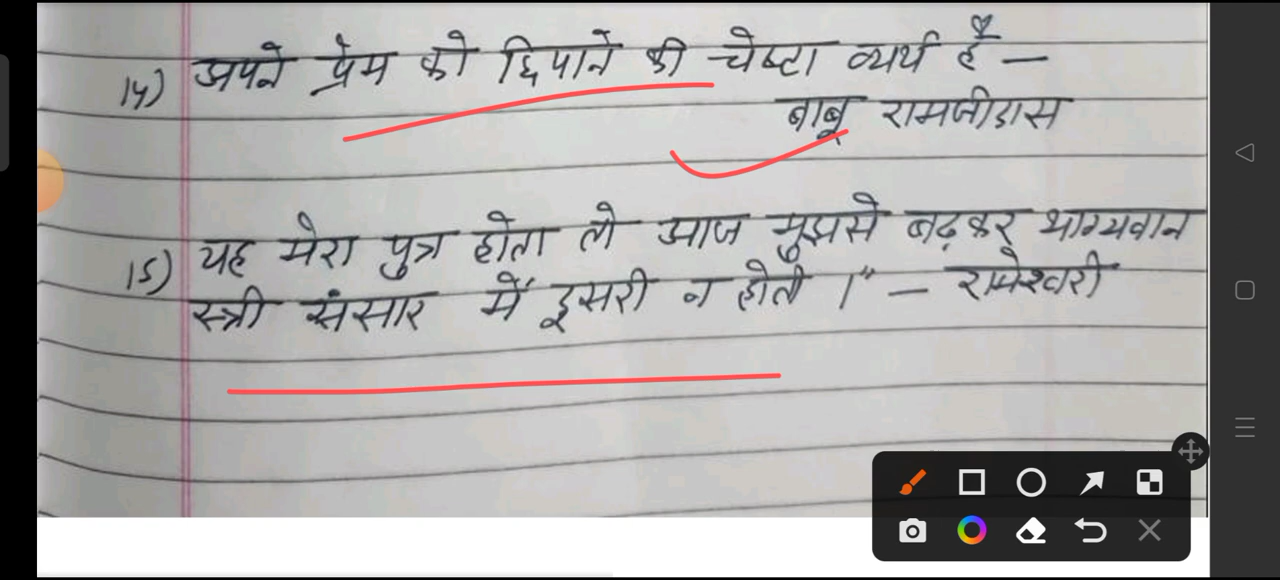 14) अपने प्रेम को छिपाने की चेष्टा व्यर्थ है —
बाबू रामजीदास
15) यह मेरा पुत्र होता तो आज मुझसे बढ़कर भाग्यवान
स्त्री संसार में दूसरी न होती ।" — रामेश्वरी